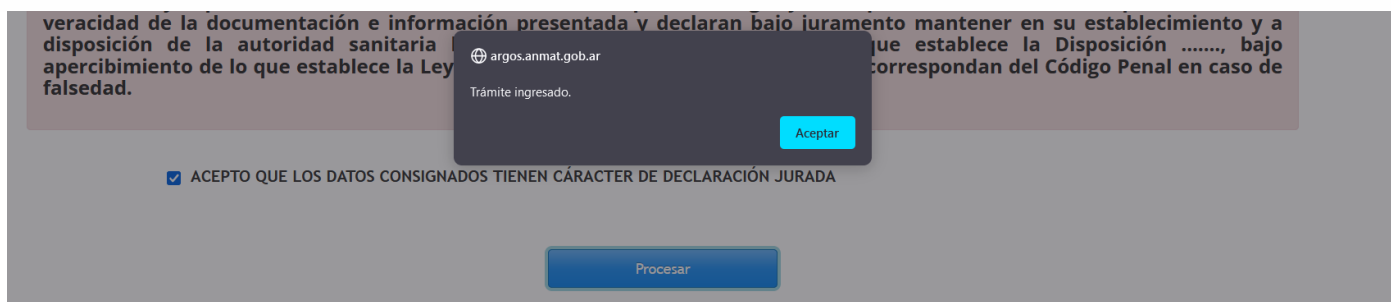 veracidad de la documentación e información presentada y declaran bajo juramento mantener en su establecimiento y a
disposición de la autoridad sanitaria que establece la Disposición ......., bajo
apercibimiento de lo que establece la Ley correspondan del Código Penal en caso de
falsedad.
argos.anmat.gob.ar
Trámite ingresado.
Aceptar
ACEPTO QUE LOS DATOS CONSIGNADOS TIENEN CÁRACTER DE DECLARACIÓN JURADA
Procesar